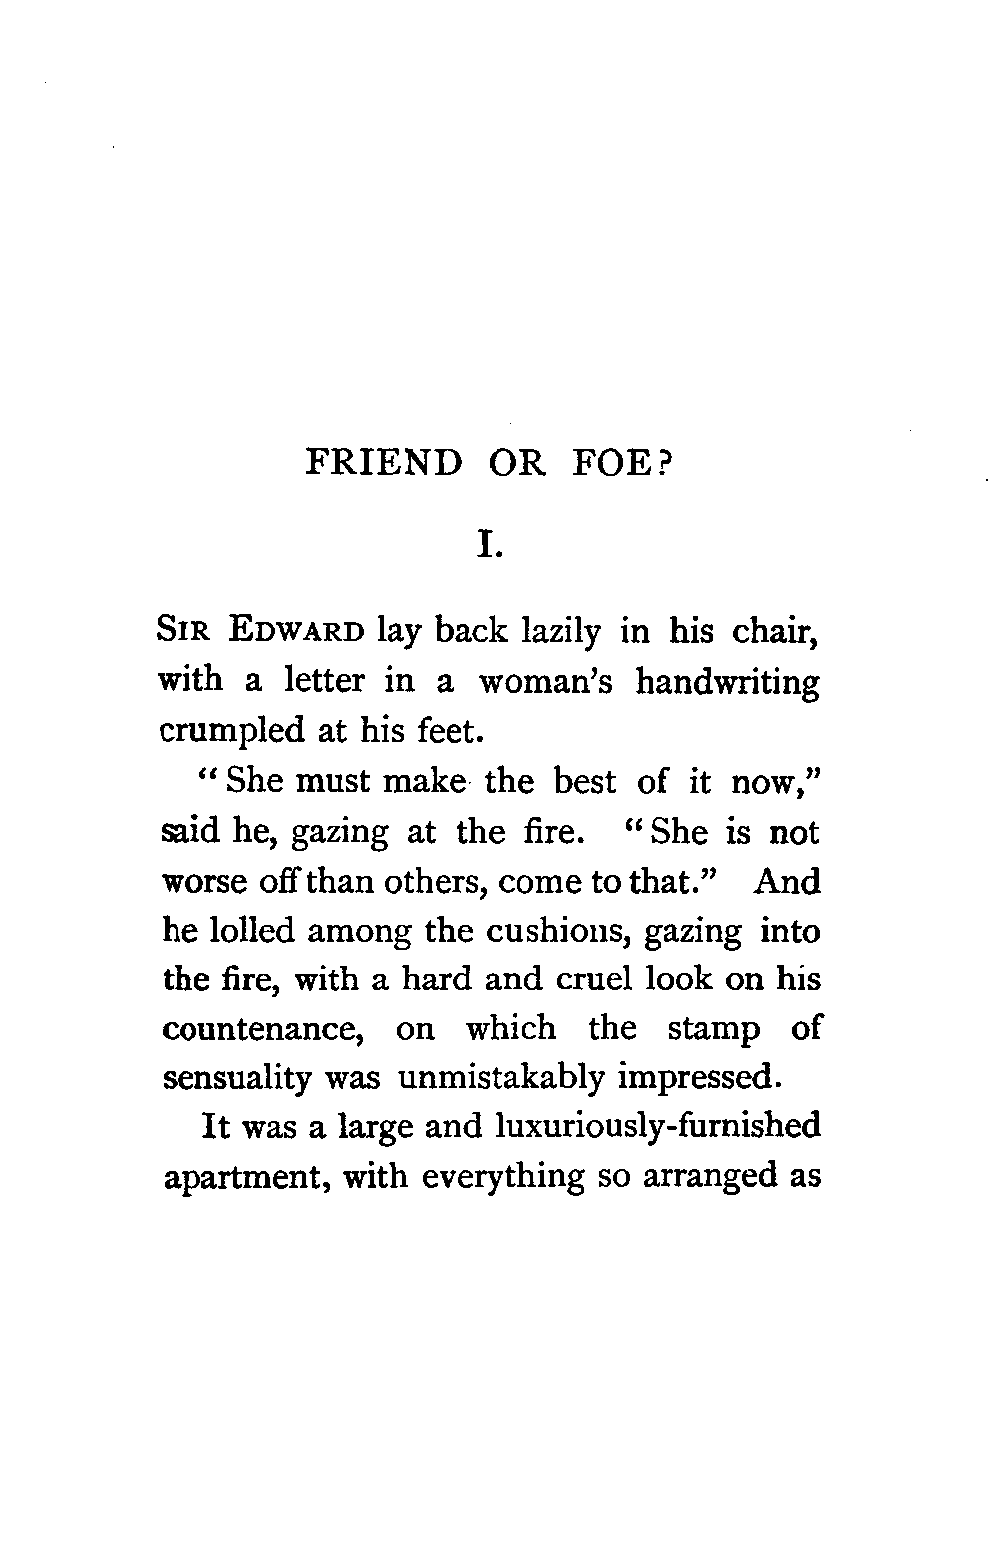 FRIEND OR FOE?
I.
SIR EDWARD lay back lazily in his chair,
with a letter in a woman's handwriting
crumpled at his feet.
"She must make the best of it now,"
said he, gazing at the fire. "She is not
worse off than others, come to that." And
he lolled among the cushions, gazing into
the fire, with a hard and cruel look on his
countenance, on which the stamp of
sensuality was unmistakably impressed.
It was a large and luxuriously-furnished
apartment, with everything so arranged as